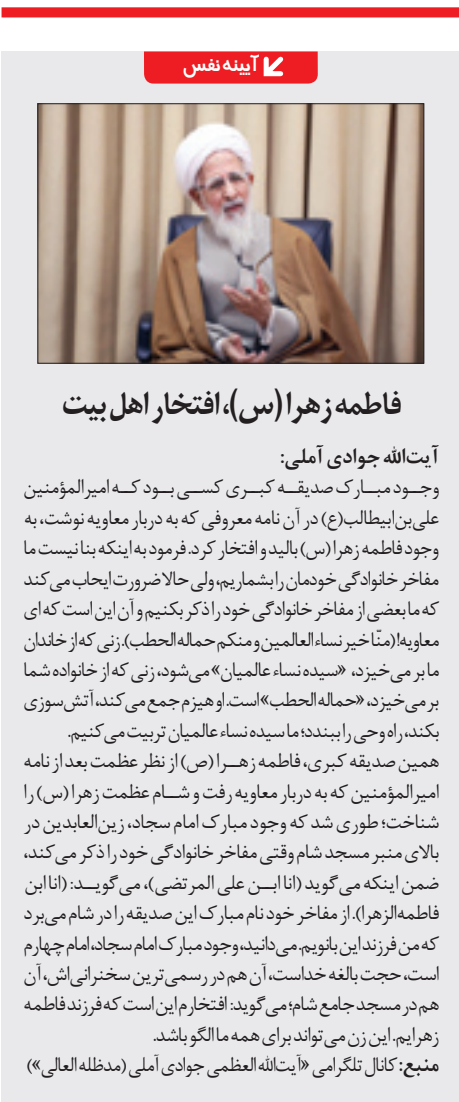 آیینه نفس
فاطمه زهرا (س)، افتخار اهل بیت
آیت‌الله جوادی آملی:
وجـود مبـارک صدیقـه کبـری کسـی بـود کـه امیرالمؤمنین
علی‌بن‌ابیطالب(ع) در آن نامه معروفی که به دربار معاویه نوشت، به
وجود فاطمه زهرا (س) بالید و افتخار کرد. فرمود به اینکه بنا نیست ما
مفاخر خانوادگی خودمان را بشماریم، ولی حالا ضرورت ایحاب می‌کند
که ما بعضی از مفاخر خانوادگی خود را ذکر بکنیم و آن این است که ای
معاویه! (منّا خیر نساءالعالمین و منکم حماله الحطب). زنی که از خاندان
ما بر می‌خیزد، «سیده نساء عالمیان» می‌شود، زنی که از خانواده شما
بر می‌خیزد، «حماله الحطب» است. او هیزم جمع می‌کند، آتش‌سوزی
بکند، راه وحی را ببندد؛ ما سیده نساء عالمیان تربیت می‌کنیم.
همین صدیقه کبری، فاطمه زهـرا (ص) از نظر عظمت بعد از نامه
امیرالمؤمنین که به دربار معاویه رفت و شـام عظمت زهرا (س) را
شناخت؛ طوری شد که وجود مبارک امام سجاد، زین‌العابدین در
بالای منبر مسجد شام وقتی مفاخر خانوادگی خود را ذکر می‌کند،
ضمن اینکه می‌گوید (انا ابـن علی المرتضی)، می‌گویـد: (انا ابن
فاطمه‌الزهرا). از مفاخر خود نام مبارک این صدیقه را در شام می‌برد
که من فرزند این بانویم. می‌دانید، وجود مبارک امام سجاد، امام چهارم
است، حجت بالغه خداست، آن هم در رسمی‌ترین سخنرانی‌اش، آن
هم در مسجد جامع شام؛ می‌گوید: افتخارم این است که فرزند فاطمه
زهرایم. این زن می‌تواند برای همه ما الگو باشد.
منبع: کانال تلگرامی «آیت‌الله العظمی جوادی آملی (مدظله العالی»)